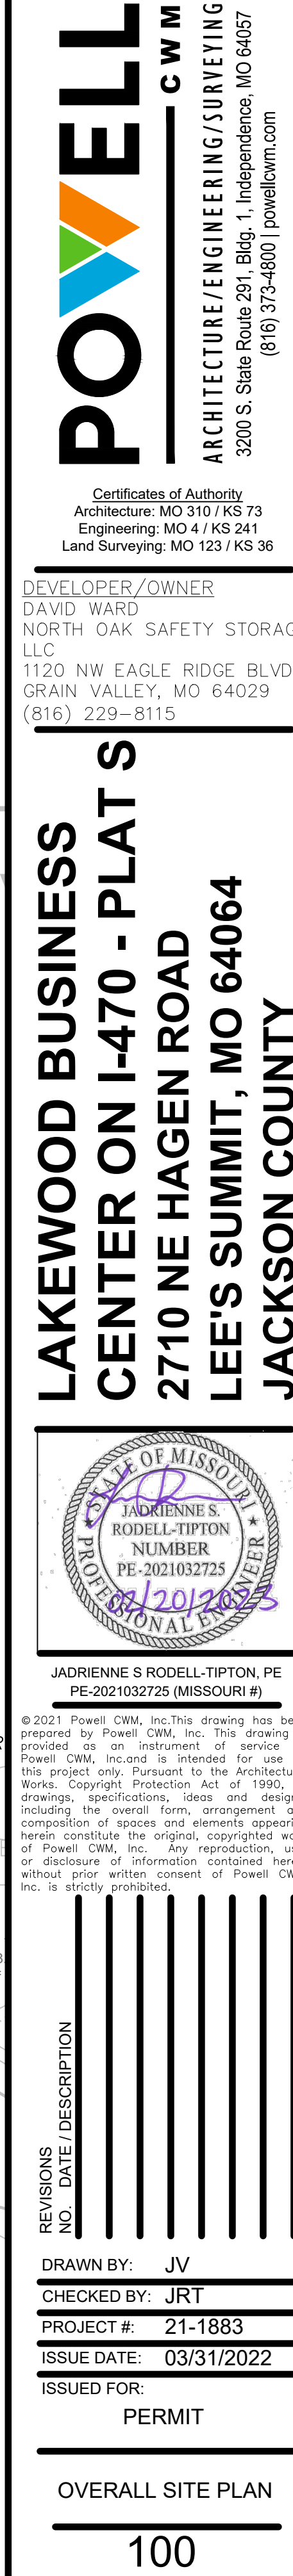 POWELL
CWM
ARCHITECTURE/ENGINEERING/SURVEYING
3200 S. State Route 291, Bldg. 1, Independence, MO 64057
(816) 373-4800 | powellcwm.com
Certificates of Authority
Architecture: MO 310 / KS 73
Engineering: MO 4 / KS 241
Land Surveying: MO 123 / KS 36
DEVELOPER/OWNER
DAVID WARD
NORTH OAK SAFETY STORAG
LLC
1120 NW EAGLE RIDGE BLVD
GRAIN VALLEY, MO 64029
(816) 229-8115
LAKEWOOD BUSINESS
CENTER ON I-470 - PLAT S
2710 NE HAGEN ROAD
LEE'S SUMMIT, MO 64064
JACKSON COUNTY
STATE OF MISSOURI
JADRIENNE S.
RODELL-TIPTON
NUMBER
PE-2021032725
02/20/2023
PROFESSIONAL ENGINEER
JADRIENNE S RODELL-TIPTON, PE
PE-2021032725 (MISSOURI #)
© 2021 Powell CWM, Inc.This drawing has be
prepared by Powell CWM, Inc. This drawing
provided as an instrument of service
Powell CWM, Inc.and is intended for use
this project only. Pursuant to the Architectu
Works. Copyright Protection Act of 1990,
drawings, specifications, ideas and design
including the overall form, arrangement a
composition of spaces and elements appeari
herein constitute the original, copyrighted wo
of Powell CWM, Inc. Any reproduction, us
or disclosure of information contained here
without prior written consent of Powell CW
Inc. is strictly prohibited.
REVISIONS
NO. DATE / DESCRIPTION
DRAWN BY: JV
CHECKED BY: JRT
PROJECT #: 21-1883
ISSUE DATE: 03/31/2022
ISSUED FOR:
PERMIT
OVERALL SITE PLAN
100